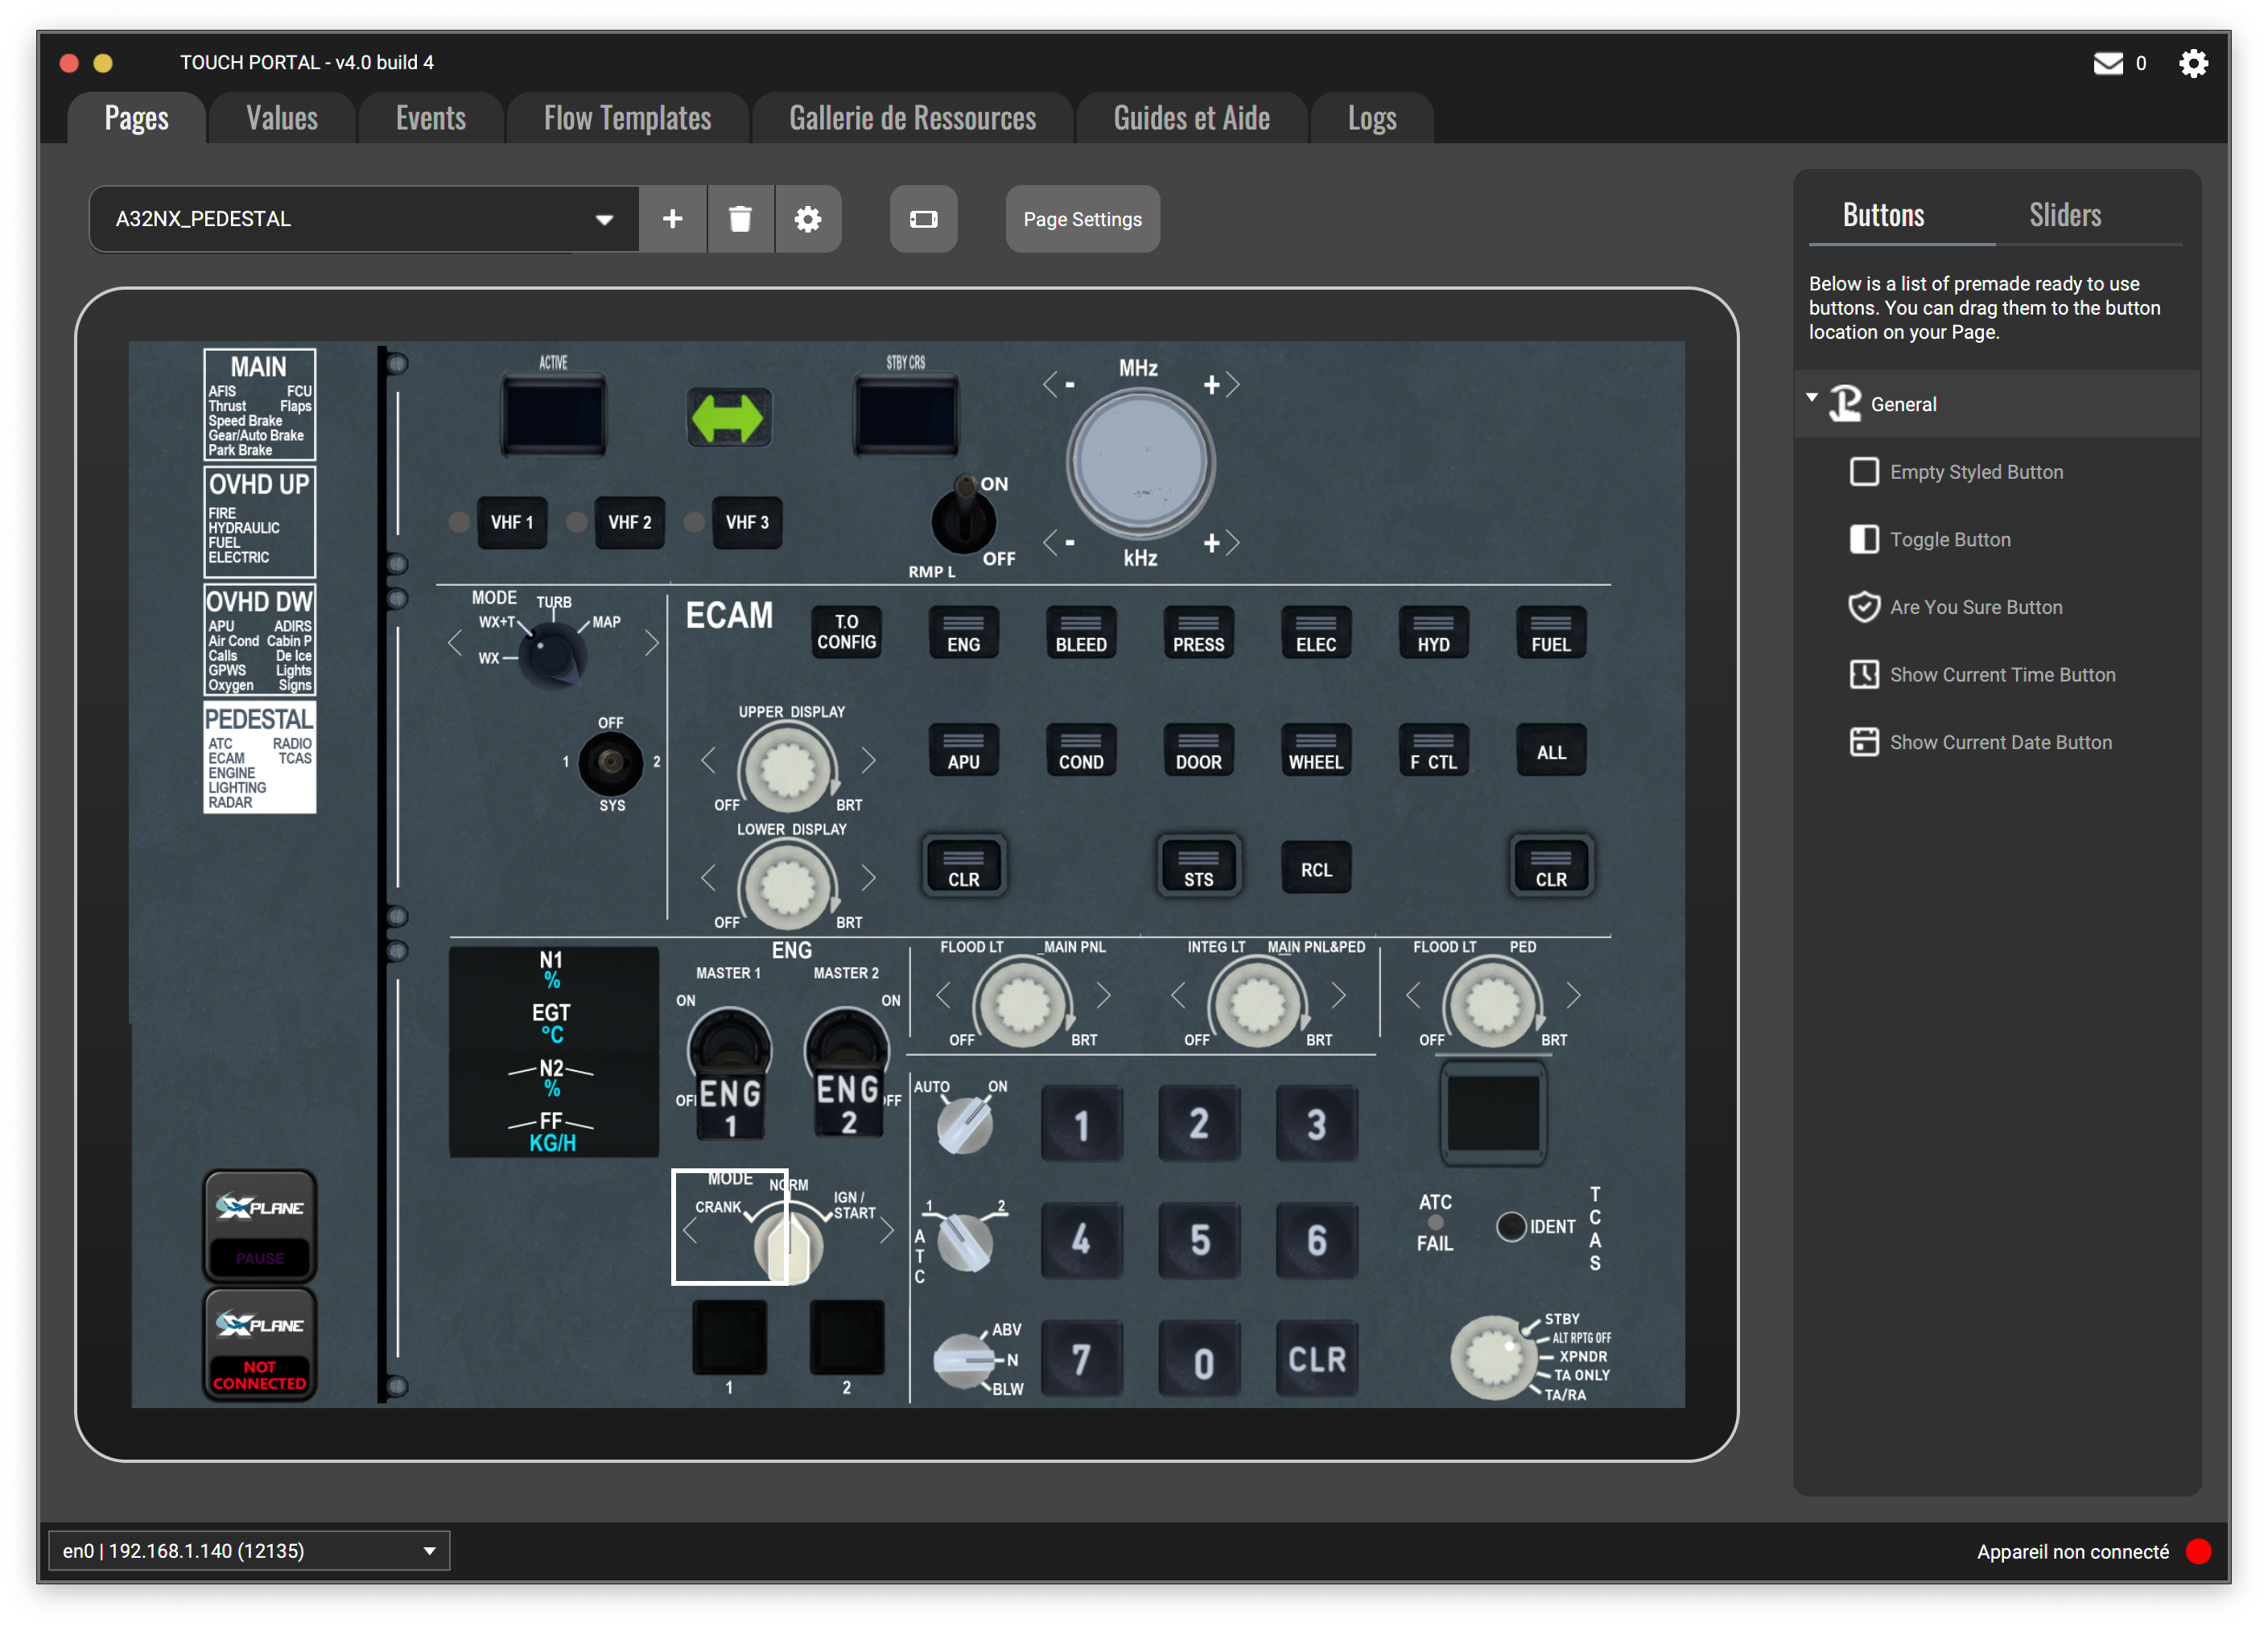 TOUCH PORTAL - v4.0 build 4
0
Pages
Values
Events
Flow Templates
Gallerie de Ressources
Guides et Aide
Logs
A32NX_PEDESTAL
Page Settings
Buttons
Sliders
Below is a list of premade ready to use
buttons. You can drag them to the button
location on your Page.
General
Empty Styled Button
Toggle Button
Are You Sure Button
Show Current Time Button
Show Current Date Button
MAIN
AFIS FCU
Thrust Flaps
Speed Brake
Gear/Auto Brake
Park Brake
OVHD UP
FIRE
HYDRAULIC
FUEL
ELECTRIC
OVHD DW
APU ADIRS
Air Cond Cabin P
Calls De Ice
GPWS Lights
Oxygen Signs
PEDESTAL
ATC RADIO
ECAM TCAS
ENGINE
LIGHTING
RADAR
XPLANE
PAUSE
XPLANE
NOT
CONNECTED
ACTIVE
STBY CRS
MHz
- +
- +
kHz
VHF 1
VHF 2
VHF 3
ON
OFF
RMP L
MODE
TURB
WX+T
MAP
WX
OFF
1 2
SYS
ECAM
T.O
CONFIG
ENG
BLEED
PRESS
ELEC
HYD
FUEL
UPPER DISPLAY
OFF BRT
APU
COND
DOOR
WHEEL
F CTL
ALL
LOWER DISPLAY
OFF BRT
CLR
STS
RCL
CLR
N1
%
EGT
°C
N2
%
FF
KG/H
ENG
MASTER 1 MASTER 2
ON ON
OFF OFF
ENG
1
ENG
2
MODE
NORM
CRANK
IGN /
START
1 2
FLOOD LT MAIN PNL
OFF BRT
INTEG LT MAIN PNL&PED
OFF BRT
FLOOD LT PED
OFF BRT
AUTO ON
1 2
ATC
ABV
N
BLW
1 2 3
4 5 6
7 0 CLR
ATC
FAIL
IDENT
TCAS
STBY
ALT RPTG OFF
XPNDR
TA ONLY
TA/RA
en0 | 192.168.1.140 (12135)
Appareil non connecté